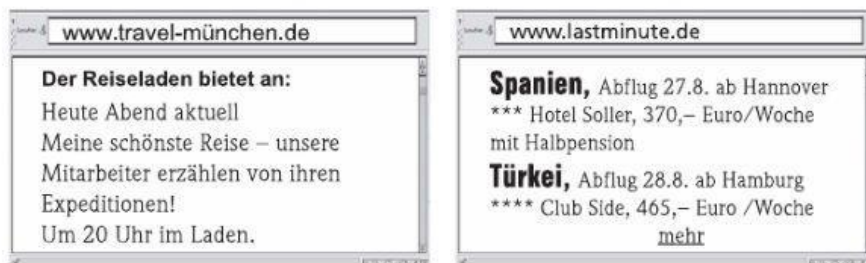 www.travel-münchen.de
Der Reiseladen bietet an:
Heute Abend aktuell
Meine schönste Reise – unsere
Mitarbeiter erzählen von ihren
Expeditionen!
Um 20 Uhr im Laden.
www.lastminute.de
Spanien, Abflug 27.8. ab Hannover
*** Hotel Soller, 370,– Euro/Woche
mit Halbpension
Türkei, Abflug 28.8. ab Hamburg
**** Club Side, 465,– Euro /Woche
mehr